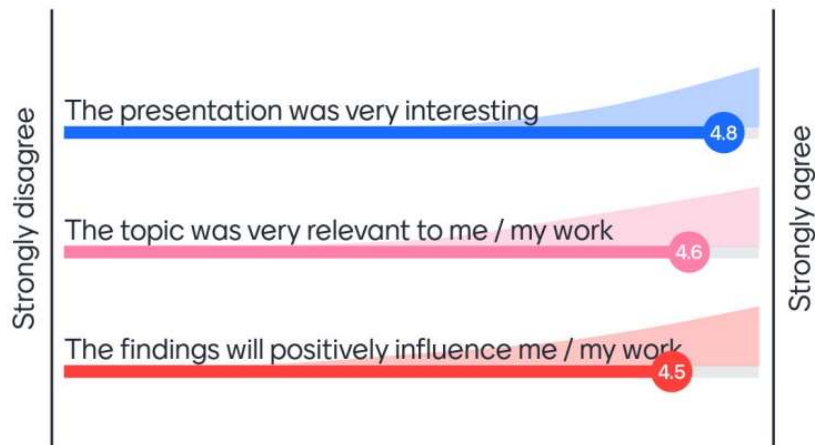 Strongly disagree
The presentation was very interesting
4.8
The topic was very relevant to me / my work
4.6
The findings will positively influence me / my work
4.5
Strongly agree